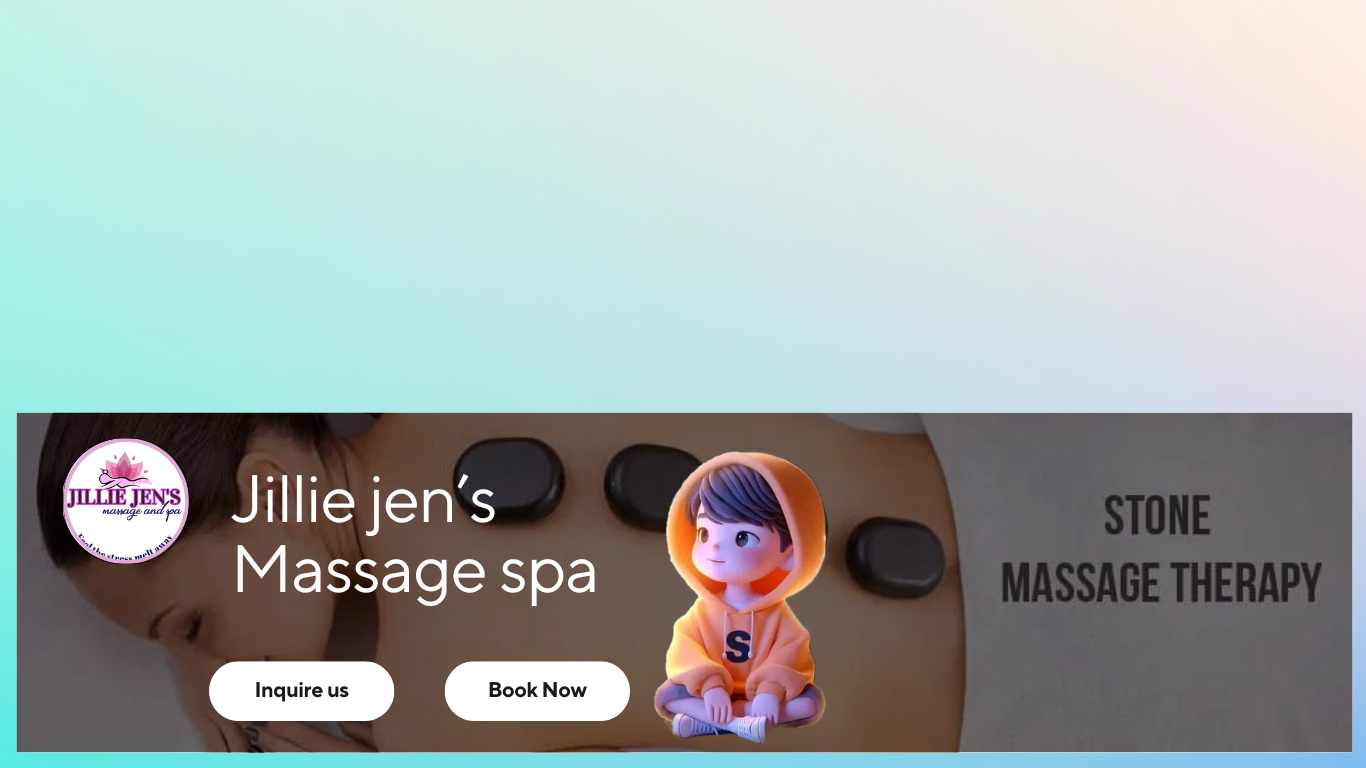 JILLIE JEN'S
massage and spa
Feel the stress melt away
Jillie jen’s
Massage spa
Inquire us
Book Now
S
STONE
MASSAGE THERAPY